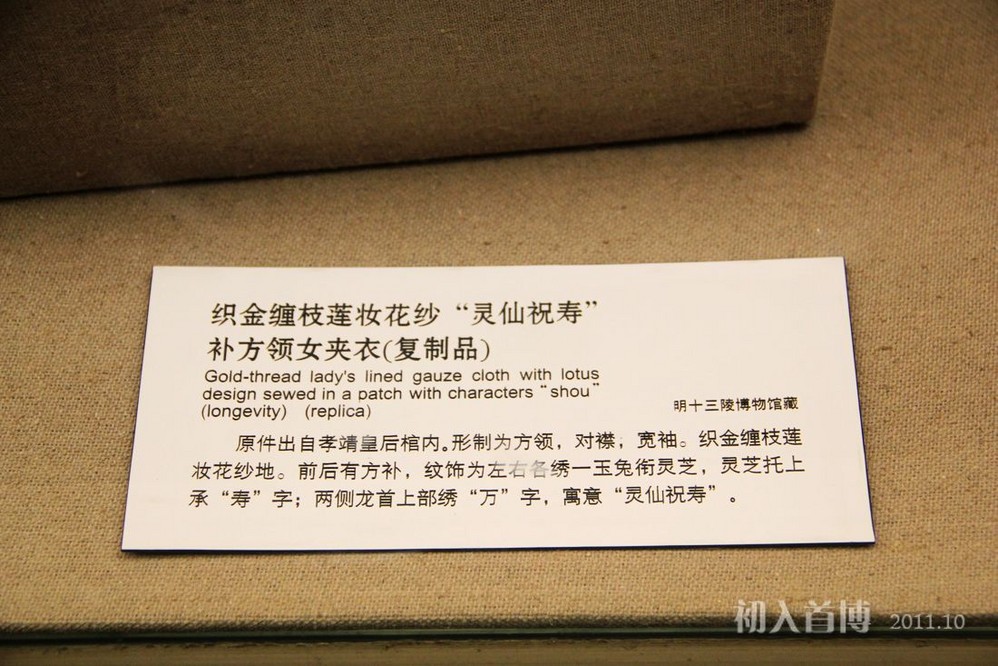 织金缠枝莲妆花纱“灵仙祝寿”
补方领女夹衣(复制品)
Gold-thread lady's lined gauze cloth with lotus
design sewed in a patch with characters “shou”
(longevity) (replica)
明十三陵博物馆藏
原件出自孝靖皇后棺内。形制为方领，对襟，宽袖。织金缠枝莲
妆花纱地。前后有方补，纹饰为左右各绣一玉兔衔灵芝，灵芝托上
承“寿”字；两侧龙首上部绣“万”字，寓意“灵仙祝寿”。
初入首博 2011.10